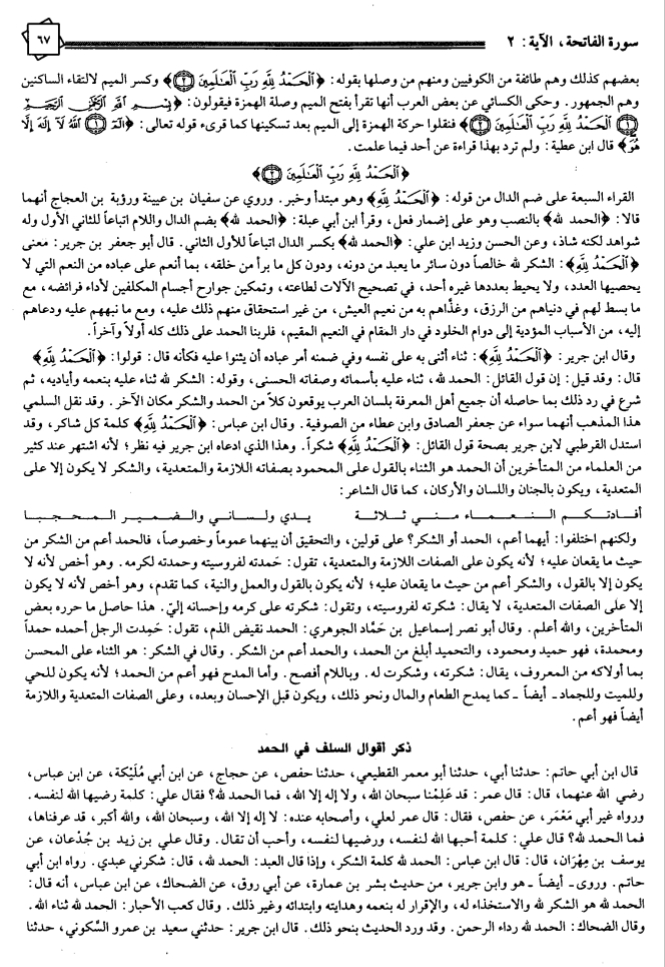 سورة الفاتحة، الآية: ٢
٦٧
بعضهم كذلك وهم طائفة من الكوفيين ومنهم من وصلها بقوله: ﴿ٱلْحَمْدُ لِلَّهِ رَبِّ ٱلْعَـٰلَمِينَ ۝٢﴾ وكسر الميم لالتقاء الساكنين
وهم الجمهور. وحكى الكسائي عن بعض العرب أنها تقرأ بفتح الميم وصلة الهمزة فيقولون: ﴿بِسْمِ ٱللَّهِ ٱلرَّحْمَـٰنِ ٱلرَّحِيمِ
۝١ ٱلْحَمْدُ لِلَّهِ رَبِّ ٱلْعَـٰلَمِينَ ۝٢﴾ فنقلوا حركة الهمزة إلى الميم بعد تسكينها كما قرىء قوله تعالى: ﴿الٓمٓ ۝١ ٱللَّهُ لَآ إِلَـٰهَ إِلَّا
هُوَ﴾ قال ابن عطية: ولم ترد بهذا قراءة عن أحد فيما علمت.
﴿ٱلْحَمْدُ لِلَّهِ رَبِّ ٱلْعَـٰلَمِينَ ۝٢﴾
القراء السبعة على ضم الدال من قوله: ﴿ٱلْحَمْدُ لِلَّهِ﴾ وهو مبتدأ وخبر. وروي عن سفيان بن عيينة ورؤبة بن العجاج أنهما
قالا: ﴿الحمد لله﴾ بالنصب وهو على إضمار فعل، وقرأ ابن أبي عبلة: ﴿الحمد لله﴾ بضم الدال واللام اتباعاً للثاني الأول وله
شواهد لكنه شاذ، وعن الحسن وزيد ابن علي: ﴿الحمد لله﴾ بكسر الدال اتباعاً للأول الثاني. قال أبو جعفر بن جرير: معنى
﴿ٱلْحَمْدُ لِلَّهِ﴾: الشكر لله خالصاً دون سائر ما يعبد من دونه، ودون كل ما برأ من خلقه، بما أنعم على عباده من النعم التي لا
يحصيها العدد، ولا يحيط بعددها غيره أحد، في تصحيح الآلات لطاعته، وتمكين جوارح أجسام المكلفين لأداء فرائضه، مع
ما بسط لهم في دنياهم من الرزق، وغذّاهم به من نعيم العيش، من غير استحقاق منهم ذلك عليه، ومع ما نبههم عليه ودعاهم
إليه، من الأسباب المؤدية إلى دوام الخلود في دار المقام في النعيم المقيم، فلربنا الحمد على ذلك كله أولاً وآخراً.
وقال ابن جرير: ﴿ٱلْحَمْدُ لِلَّهِ﴾: ثناء أثنى به على نفسه وفي ضمنه أمر عباده أن يثنوا عليه فكأنه قال: قولوا: ﴿ٱلْحَمْدُ لِلَّهِ﴾
قال: وقد قيل: إن قول القائل: الحمد لله، ثناء عليه بأسمائه وصفاته الحسنى، وقوله: الشكر لله ثناء عليه بنعمه وأياديه، ثم
شرع في رد ذلك بما حاصله أن جميع أهل المعرفة بلسان العرب يوقعون كلاً من الحمد والشكر مكان الآخر. وقد نقل السلمي
هذا المذهب أنهما سواء عن جعفر الصادق وابن عطاء من الصوفية. وقال ابن عباس: ﴿ٱلْحَمْدُ لِلَّهِ﴾ كلمة كل شاكر، وقد
استدل القرطبي لابن جرير بصحة قول القائل: ﴿ٱلْحَمْدُ لِلَّهِ﴾ شكراً. وهذا الذي ادعاه ابن جرير فيه نظر؛ لأنه اشتهر عند كثير
من العلماء من المتأخرين أن الحمد هو الثناء بالقول على المحمود بصفاته اللازمة والمتعدية، والشكر لا يكون إلا على
المتعدية، ويكون بالجنان واللسان والأركان، كما قال الشاعر:
أفـادتـكـم الـنـعـمـاء مـنـي ثـلاثـة يـدي ولـسـانـي والـضـمـيـر الـمـحـجـبـا
ولكنهم اختلفوا: أيهما أعم، الحمد أو الشكر؟ على قولين، والتحقيق أن بينهما عموماً وخصوصاً، فالحمد أعم من الشكر من
حيث ما يقعان عليه؛ لأنه يكون على الصفات اللازمة والمتعدية، تقول: حَمدته لفروسيته وحمدته لكرمه. وهو أخص لأنه لا
يكون إلا بالقول، والشكر أعم من حيث ما يقعان عليه؛ لأنه يكون بالقول والعمل والنية، كما تقدم، وهو أخص لأنه لا يكون
إلا على الصفات المتعدية، لا يقال: شكرته لفروسيته، وتقول: شكرته على كرمه وإحسانه إليّ. هذا حاصل ما حرره بعض
المتأخرين، والله أعلم. وقال أبو نصر إسماعيل بن حَمَّاد الجوهري: الحمد نقيض الذم، تقول: حَمِدت الرجل أحمده حمداً
ومحمدة، فهو حميد ومحمود، والتحميد أبلغ من الحمد، والحمد أعم من الشكر. وقال في الشكر: هو الثناء على المحسن
بما أولاكه من المعروف، يقال: شكرته، وشكرت له. وباللام أفصح. وأما المدح فهو أعم من الحمد؛ لأنه يكون للحي
وللميت وللجماد ـ أيضاً ـ كما يمدح الطعام والمال ونحو ذلك، ويكون قبل الإحسان وبعده، وعلى الصفات المتعدية واللازمة
أيضاً فهو أعم.
ذكر أقوال السلف في الحمد
قال ابن أبي حاتم: حدثنا أبي، حدثنا أبو معمر القطيعي، حدثنا حفص، عن حجاج، عن ابن أبي مُلَيْكة، عن ابن عباس،
رضي الله عنهما، قال: قال عمر: قد عَلِمْنا سبحان الله، ولا إله إلا الله، فما الحمد لله؟ فقال علي: كلمة رضيها الله لنفسه.
ورواه غير أبي مَعْمَر، عن حفص، فقال: قال عمر لعلي، وأصحابه عنده: لا إله إلا الله، وسبحان الله، والله أكبر، قد عرفناها،
فما الحمد لله؟ قال علي: كلمة أحبها الله لنفسه، ورضيها لنفسه، وأحب أن تقال. وقال علي بن زيد بن جُدْعان، عن
يوسف بن مِهْرَان، قال: قال ابن عباس: الحمد لله كلمة الشكر، وإذا قال العبد: الحمد لله، قال: شكرني عبدي. رواه ابن أبي
حاتم. وروى ـ أيضاً ـ هو وابن جرير، من حديث بشر بن عمارة، عن أبي روق، عن الضحاك، عن ابن عباس، أنه قال:
الحمد لله هو الشكر لله والاستخذاء له، والإقرار له بنعمه وهدايته وابتدائه وغير ذلك. وقال كعب الأحبار: الحمد لله ثناء الله.
وقال الضحاك: الحمد لله رداء الرحمن. وقد ورد الحديث بنحو ذلك. قال ابن جرير: حدثني سعيد بن عمرو السَّكوني، حدثنا